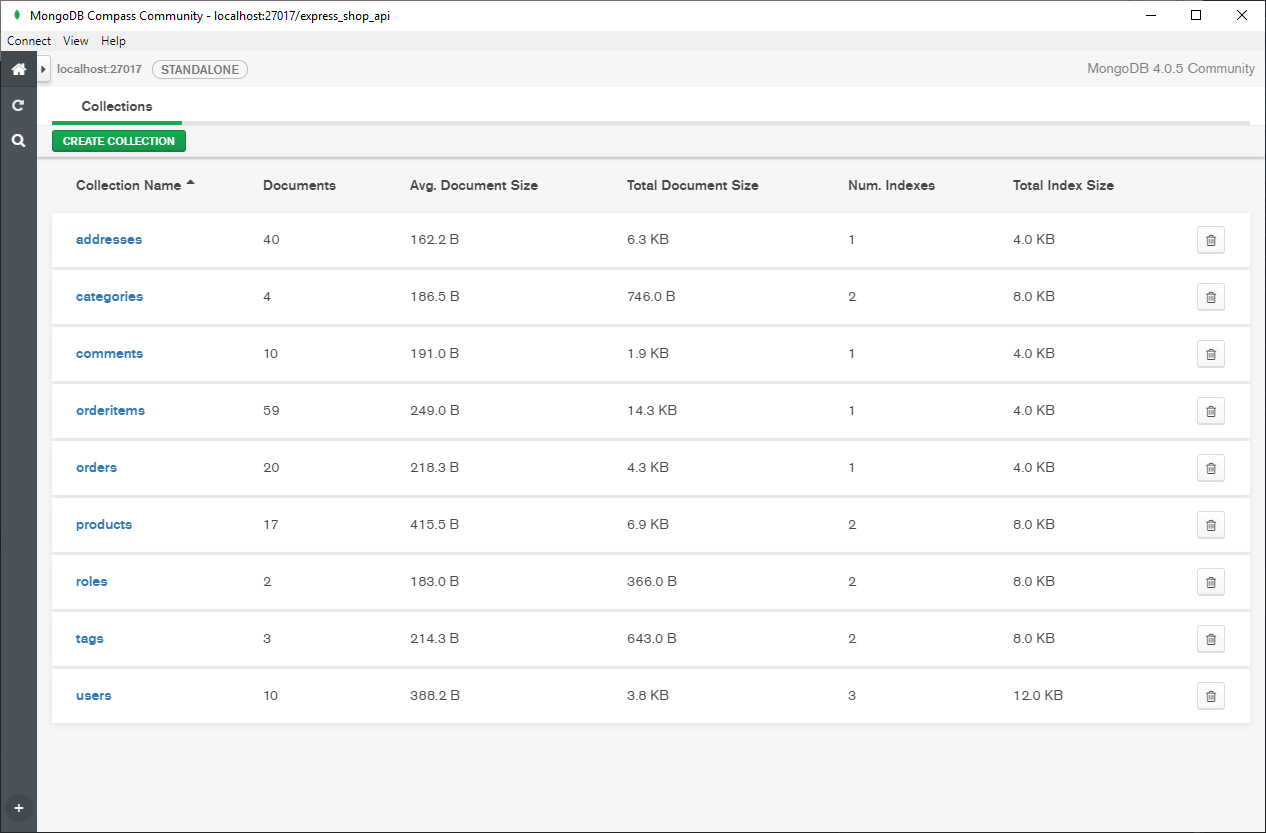 MongoDB Compass Community - localhost:27017/express_shop_api
Connect View Help
localhost:27017 STANDALONE MongoDB 4.0.5 Community
Collections
CREATE COLLECTION
Collection Name Documents Avg. Document Size Total Document Size Num. Indexes Total Index Size
addresses 40 162.2 B 6.3 KB 1 4.0 KB
categories 4 186.5 B 746.0 B 2 8.0 KB
comments 10 191.0 B 1.9 KB 1 4.0 KB
orderitems 59 249.0 B 14.3 KB 1 4.0 KB
orders 20 218.3 B 4.3 KB 1 4.0 KB
products 17 415.5 B 6.9 KB 2 8.0 KB
roles 2 183.0 B 366.0 B 2 8.0 KB
tags 3 214.3 B 643.0 B 2 8.0 KB
users 10 388.2 B 3.8 KB 3 12.0 KB